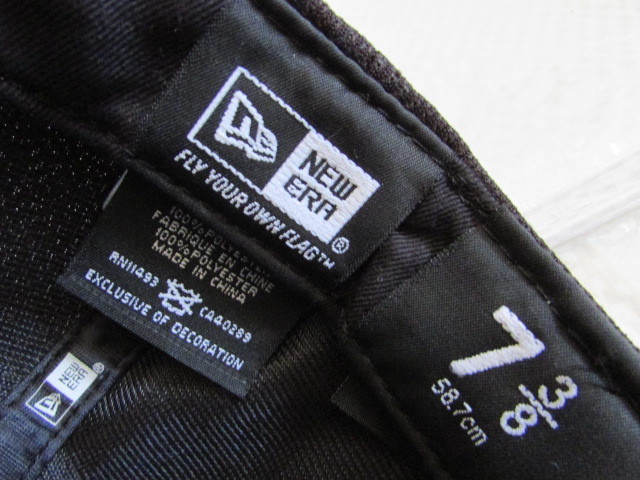 NEW
ERA
®
FLY YOUR OWN FLAG™
100% POLYESTER
FABRIQUE EN CHINE
100% POLYESTER
MADE IN CHINA
RN11493 CA40289
EXCLUSIVE OF DECORATION
7 3/8
58.7cm
NEW
ERA